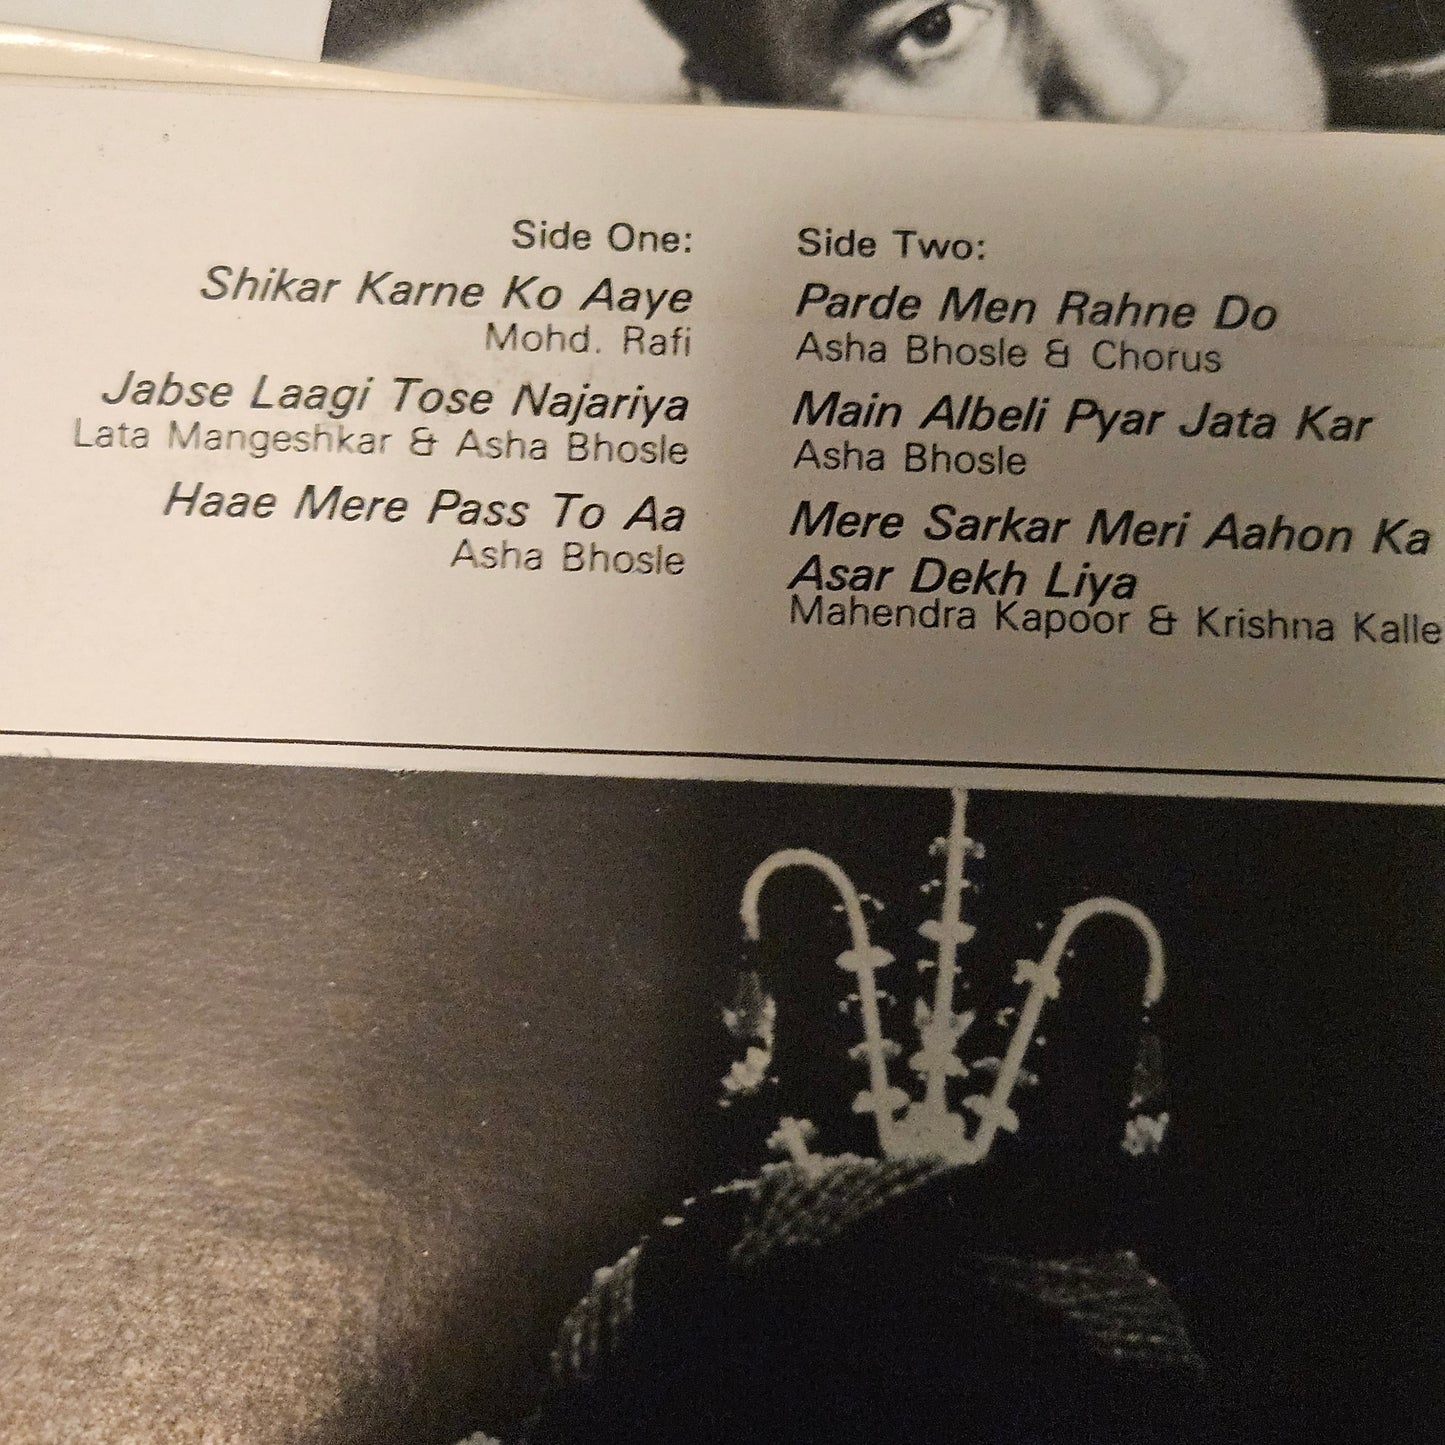 Side One:
Shikar Karne Ko Aaye
Mohd. Rafi
Jabse Laagi Tose Najariya
Lata Mangeshkar & Asha Bhosle
Haae Mere Pass To Aa
Asha Bhosle
Side Two:
Parde Men Rahne Do
Asha Bhosle & Chorus
Main Albeli Pyar Jata Kar
Asha Bhosle
Mere Sarkar Meri Aahon Ka
Asar Dekh Liya
Mahendra Kapoor & Krishna Kalle